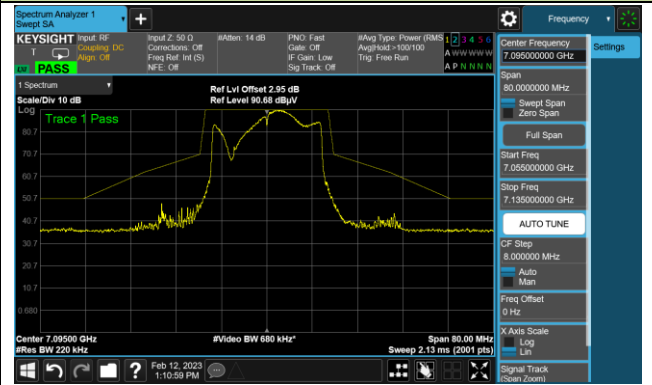 Spectrum Analyzer 1
Swept SA
Frequency
KEYSIGHT Input: RF
Coupling: DC
Align: Off
Input Z: 50 Ω
Corrections: Off
Freq Ref: Int (S)
NFE: Off
#Atten: 14 dB
PNO: Fast
Gate: Off
IF Gain: Low
Sig Track: Off
#Avg Type: Power (RMS
Avg|Hold >100/100
Trig: Free Run
1 2 3 4 5 6
A W W W W W
A P N N N N
T
PASS
1 Spectrum
Scale/Div 10 dB
Ref Lvl Offset 2.95 dB
Ref Level 90.68 dBµV
Log
Trace 1 Pass
80.7
70.7
60.7
50.7
40.7
30.7
20.7
10.7
0.680
Center 7.09500 GHz
#Video BW 680 kHz*
Span 80.00 MHz
#Res BW 220 kHz
Sweep 2.13 ms (2001 pts)
Feb 12, 2023
1:10:59 PM
Settings
Center Frequency
7.095000000 GHz
Span
80.0000000 MHz
Swept Span
Zero Span
Full Span
Start Freq
7.055000000 GHz
Stop Freq
7.135000000 GHz
AUTO TUNE
CF Step
8.000000 MHz
Auto
Man
Freq Offset
0 Hz
X Axis Scale
Log
Lin
Signal Track
(Span Zoom)